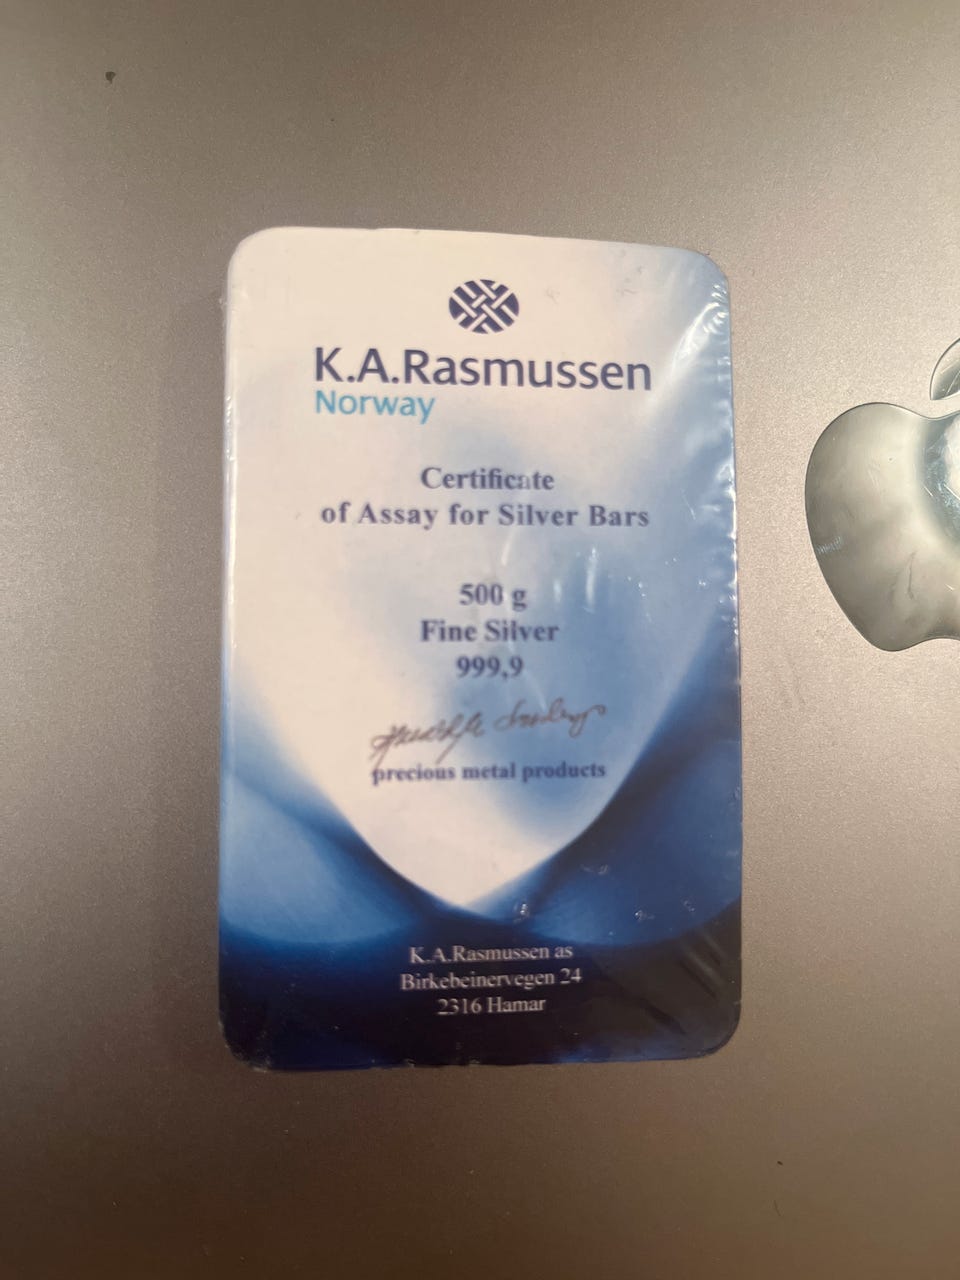 K.A.Rasmussen
Norway
Certificate
of Assay for Silver Bars
500 g
Fine Silver
999,9
precious metal products
K.A.Rasmussen as
Birkebeinervegen 24
2316 Hamar